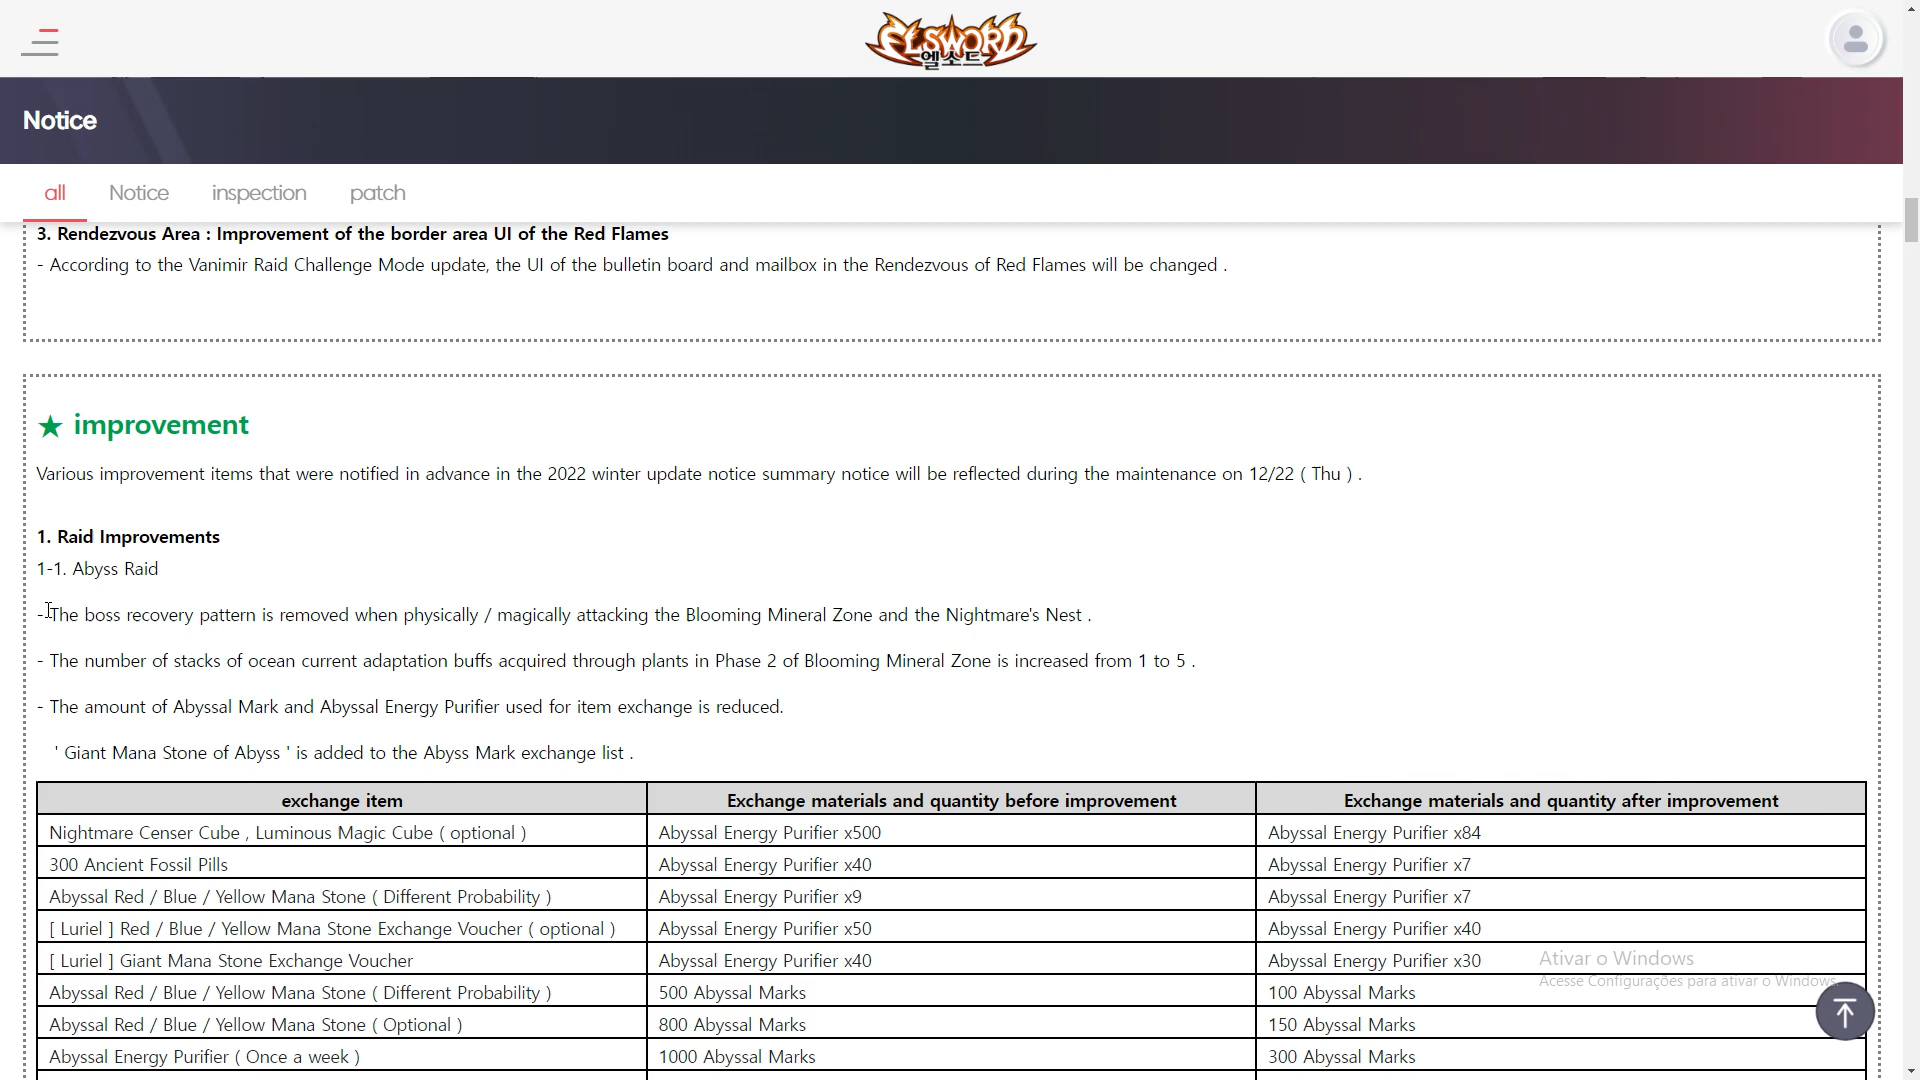 ELSWORD
엘소드
Notice
all Notice inspection patch
3. Rendezvous Area : Improvement of the border area UI of the Red Flames
- According to the Vanimir Raid Challenge Mode update, the UI of the bulletin board and mailbox in the Rendezvous of Red Flames will be changed .
★ improvement
Various improvement items that were notified in advance in the 2022 winter update notice summary notice will be reflected during the maintenance on 12/22 ( Thu ) .
1. Raid Improvements
1-1. Abyss Raid
- The boss recovery pattern is removed when physically / magically attacking the Blooming Mineral Zone and the Nightmare's Nest .
- The number of stacks of ocean current adaptation buffs acquired through plants in Phase 2 of Blooming Mineral Zone is increased from 1 to 5 .
- The amount of Abyssal Mark and Abyssal Energy Purifier used for item exchange is reduced.
' Giant Mana Stone of Abyss ' is added to the Abyss Mark exchange list .
exchange item Exchange materials and quantity before improvement Exchange materials and quantity after improvement
Nightmare Censer Cube , Luminous Magic Cube ( optional ) Abyssal Energy Purifier x500 Abyssal Energy Purifier x84
300 Ancient Fossil Pills Abyssal Energy Purifier x40 Abyssal Energy Purifier x7
Abyssal Red / Blue / Yellow Mana Stone ( Different Probability ) Abyssal Energy Purifier x9 Abyssal Energy Purifier x7
[ Luriel ] Red / Blue / Yellow Mana Stone Exchange Voucher ( optional ) Abyssal Energy Purifier x50 Abyssal Energy Purifier x40
[ Luriel ] Giant Mana Stone Exchange Voucher Abyssal Energy Purifier x40 Abyssal Energy Purifier x30
Abyssal Red / Blue / Yellow Mana Stone ( Different Probability ) 500 Abyssal Marks 100 Abyssal Marks
Abyssal Red / Blue / Yellow Mana Stone ( Optional ) 800 Abyssal Marks 150 Abyssal Marks
Abyssal Energy Purifier ( Once a week ) 1000 Abyssal Marks 300 Abyssal Marks
Ativar o Windows
Acesse Configurações para ativar o Windows.